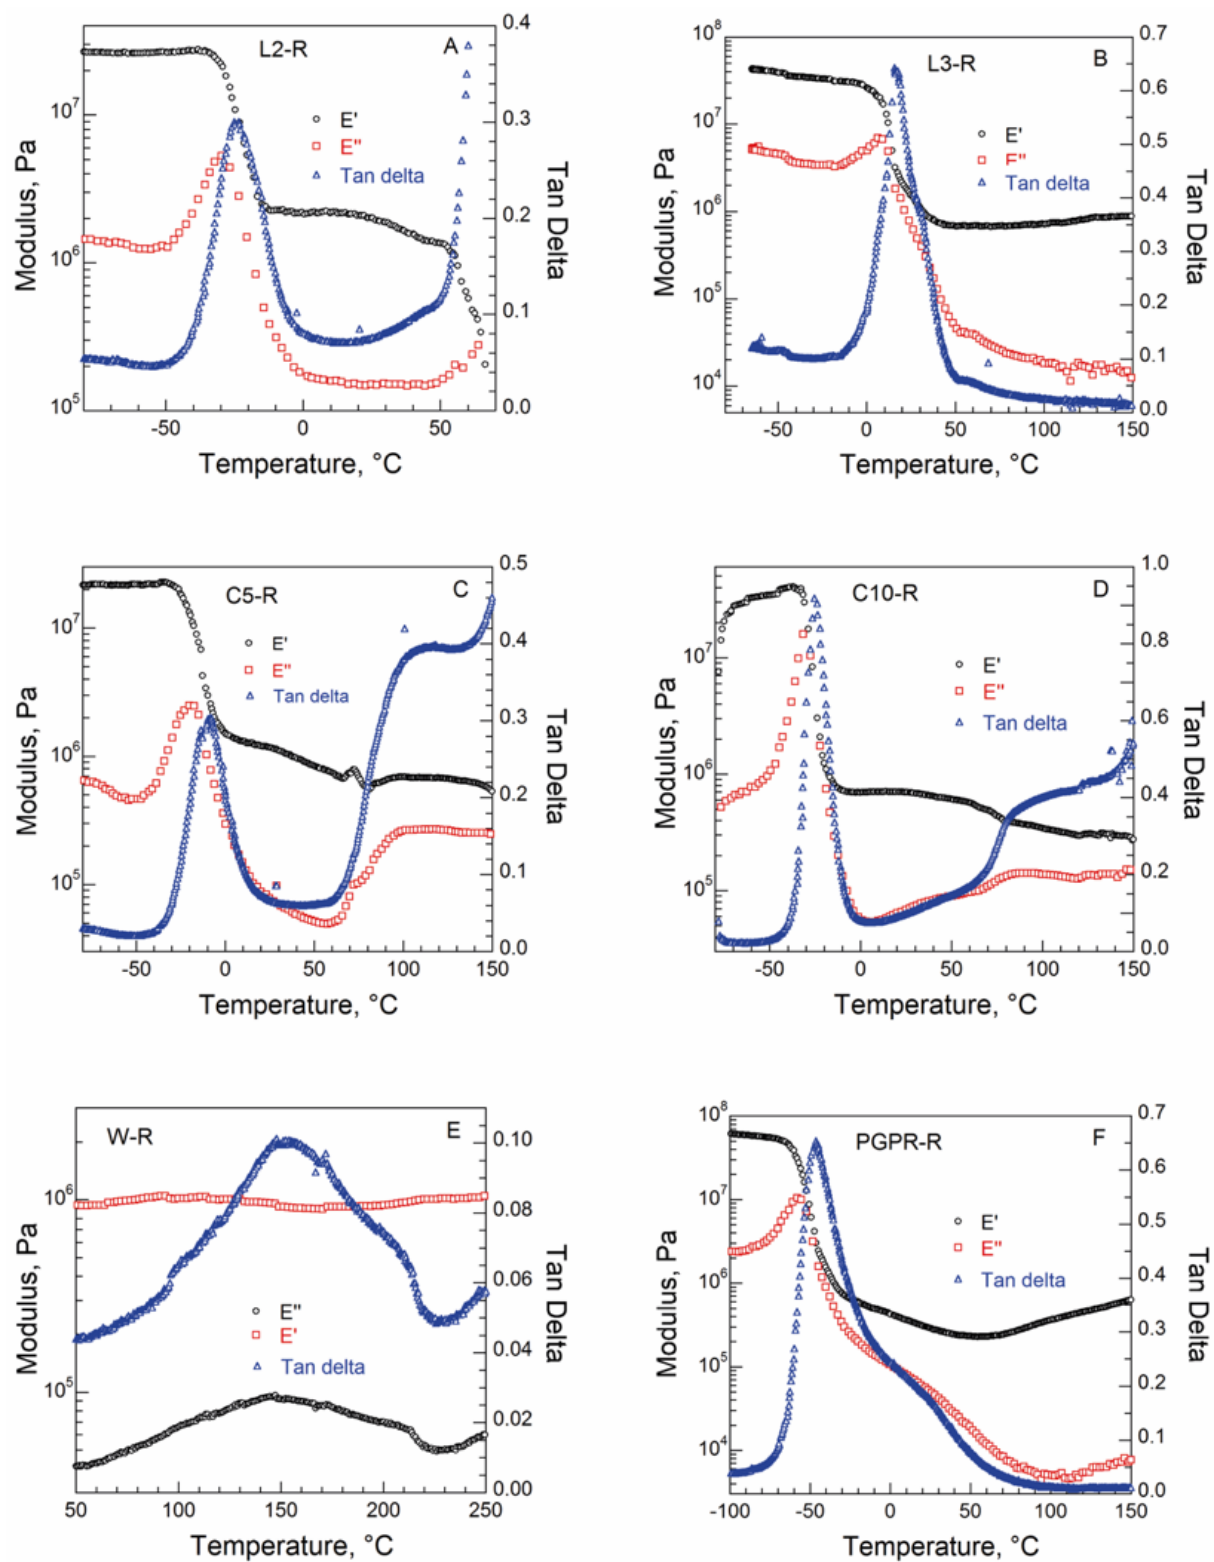 L2-R
A
E'
E"
Tan delta
10⁷
10⁶
10⁵
0.4
0.3
0.2
0.1
0.0
-50
0
50
Modulus, Pa
Tan Delta
Temperature, °C
L3-R
B
E'
E"
Tan delta
10⁸
10⁷
10⁶
10⁵
10⁴
0.7
0.6
0.5
0.4
0.3
0.2
0.1
0.0
-50
0
50
100
150
Modulus, Pa
Tan Delta
Temperature, °C
C5-R
C
E'
E"
Tan delta
10⁷
10⁶
10⁵
0.5
0.4
0.3
0.2
0.1
0.0
-50
0
50
100
150
Modulus, Pa
Tan Delta
Temperature, °C
C10-R
D
E'
E"
Tan delta
10⁷
10⁶
10⁵
1.0
0.8
0.6
0.4
0.2
0.0
-50
0
50
100
150
Modulus, Pa
Tan Delta
Temperature, °C
W-R
E
E"
E'
Tan delta
10⁶
10⁵
0.10
0.08
0.06
0.04
0.02
0.00
50
100
150
200
250
Modulus, Pa
Tan Delta
Temperature, °C
PGPR-R
F
E'
E"
Tan delta
10⁸
10⁷
10⁶
10⁵
10⁴
0.7
0.6
0.5
0.4
0.3
0.2
0.1
0.0
-100
-50
0
50
100
150
Modulus, Pa
Tan Delta
Temperature, °C